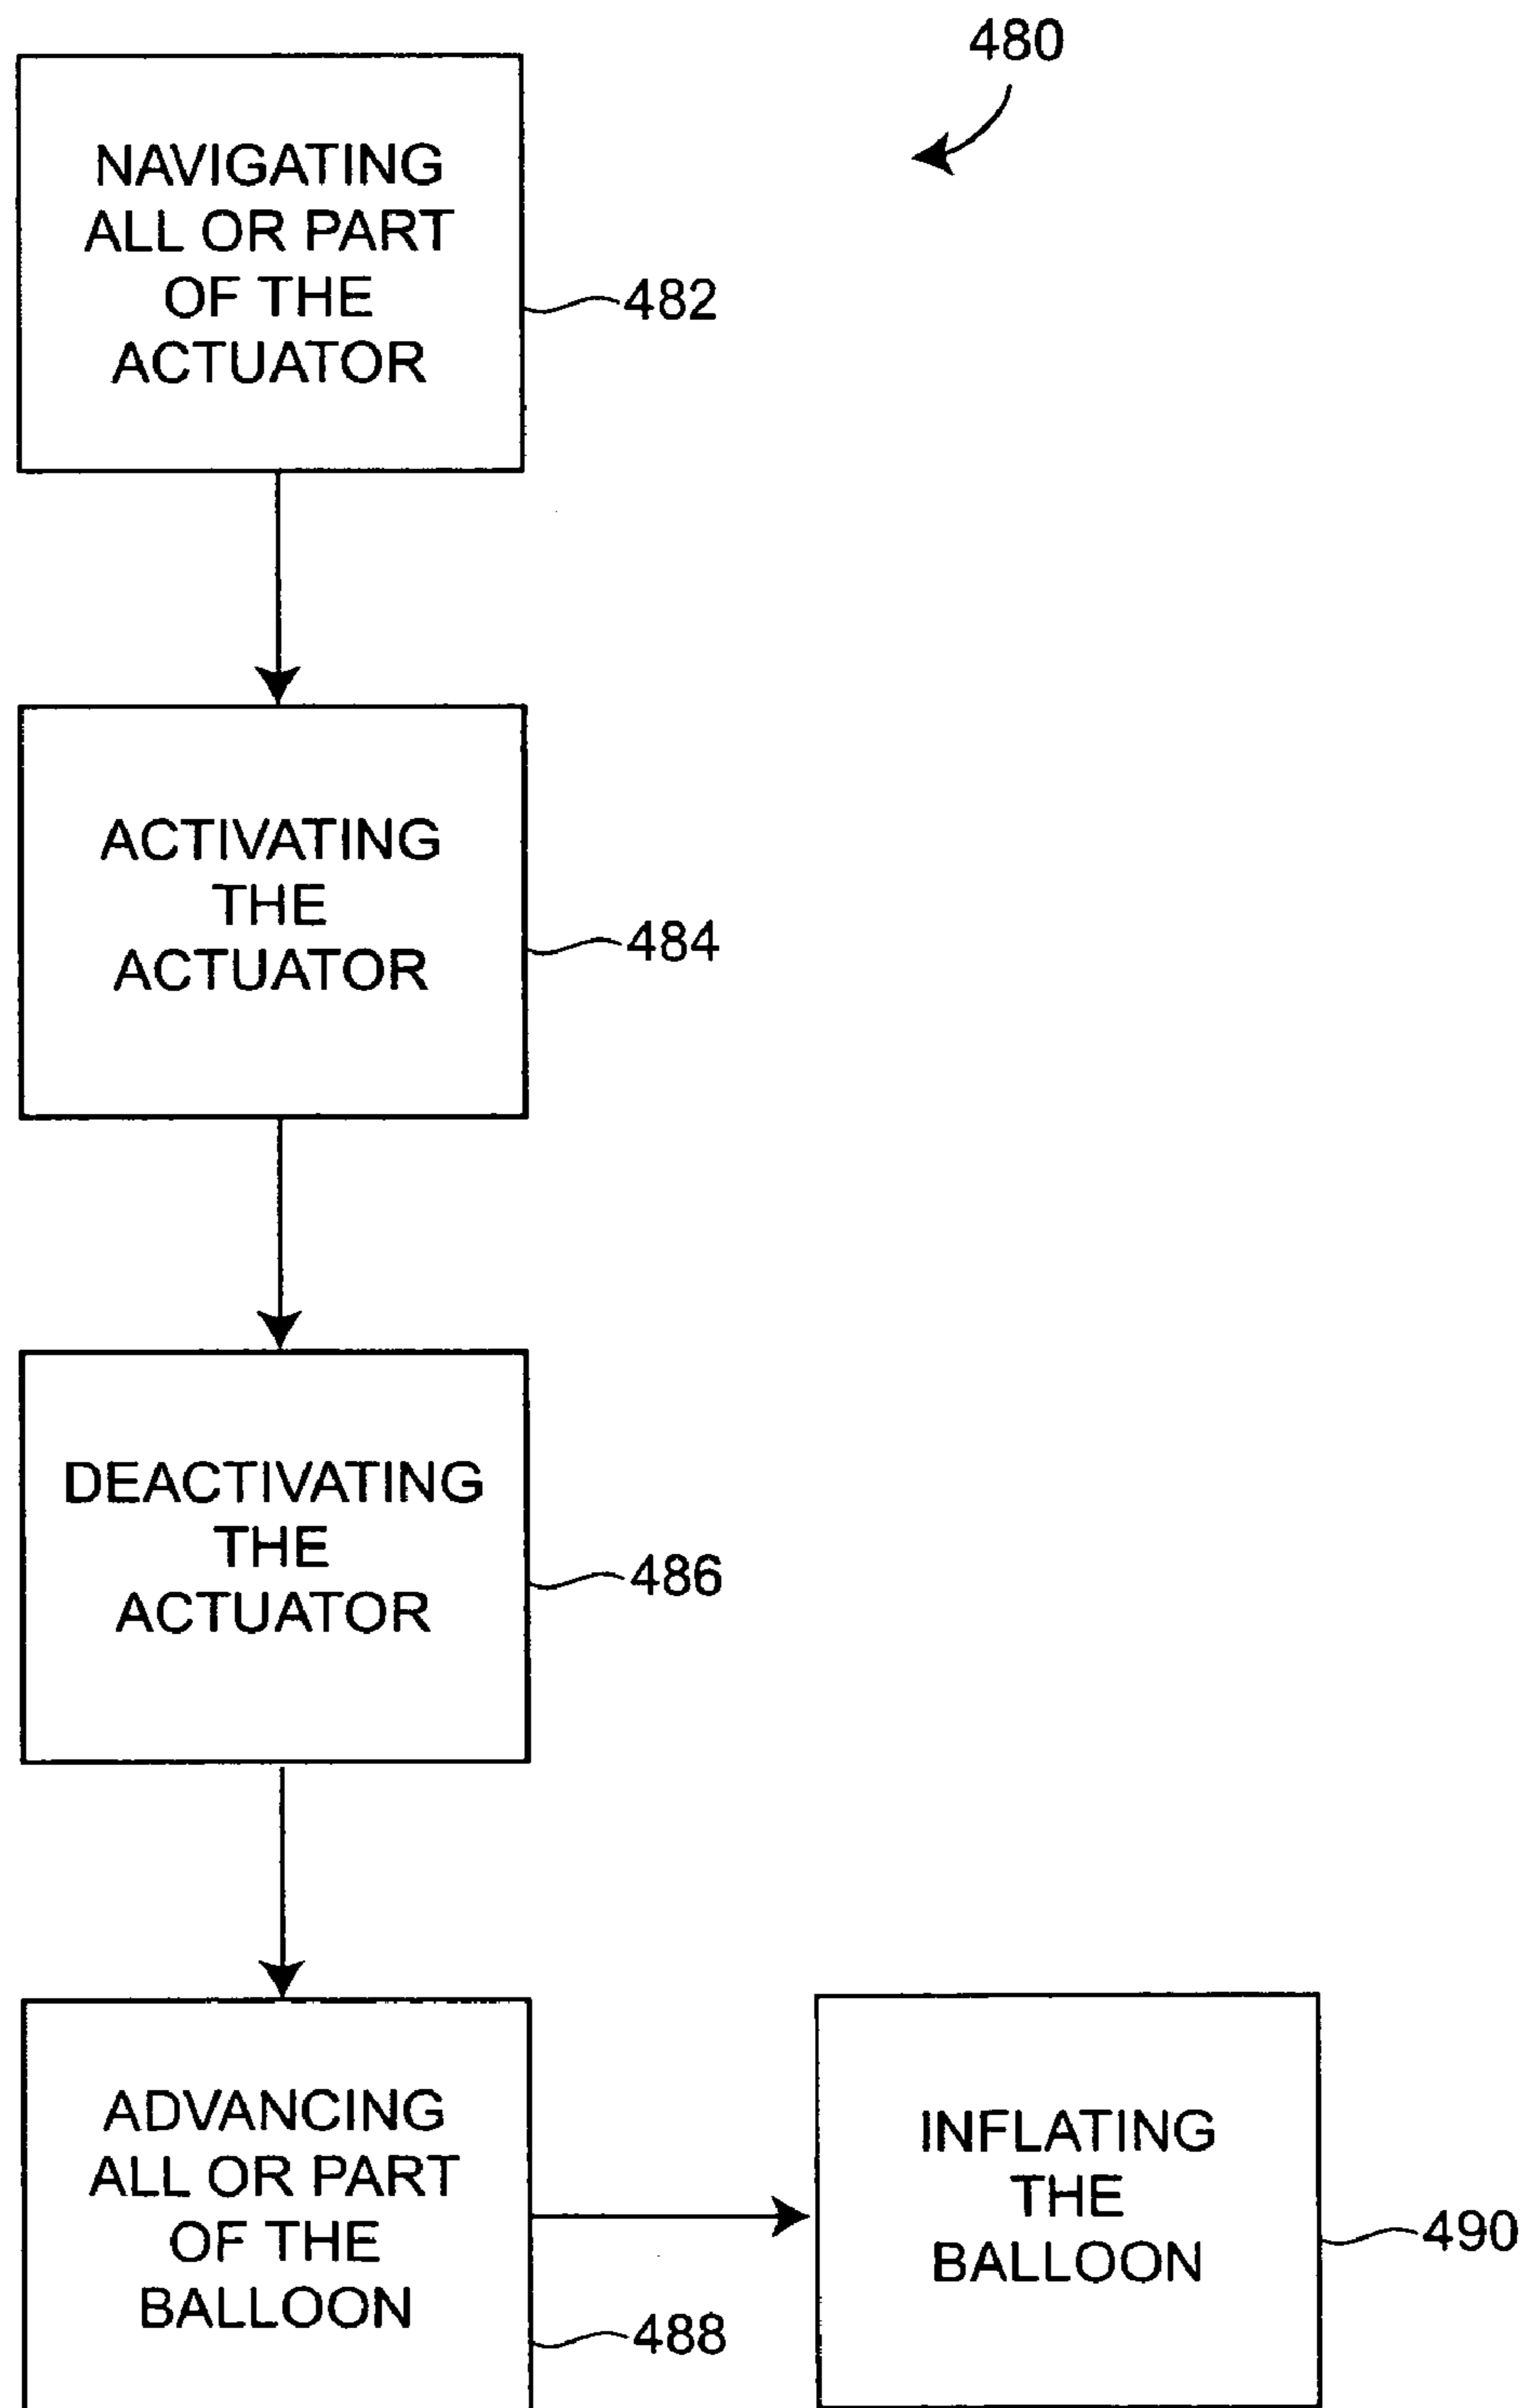 480
NAVIGATING
ALL OR PART
OF THE
ACTUATOR
482
ACTIVATING
THE
ACTUATOR
484
DEACTIVATING
THE
ACTUATOR
486
ADVANCING
ALL OR PART
OF THE
BALLOON
488
INFLATING
THE
BALLOON
490